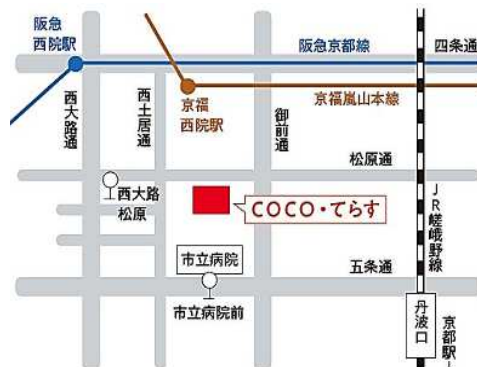 阪急
西院駅
阪急京都線
四条通
西大路通
西土居通
京福
西院駅
御前通
京福嵐山本線
松原通
西大路
松原
COCO・てらす
JR嵯峨野線
市立病院
五条通
市立病院前
丹波口
京都駅→